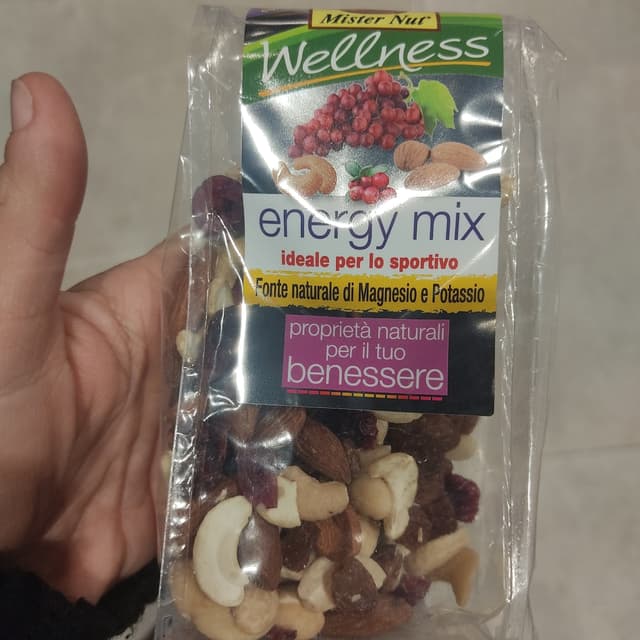 Mister Nut®
Wellness
energy mix
ideale per lo sportivo
Fonte naturale di Magnesio e Potassio
proprietà naturali
per il tuo
benessere